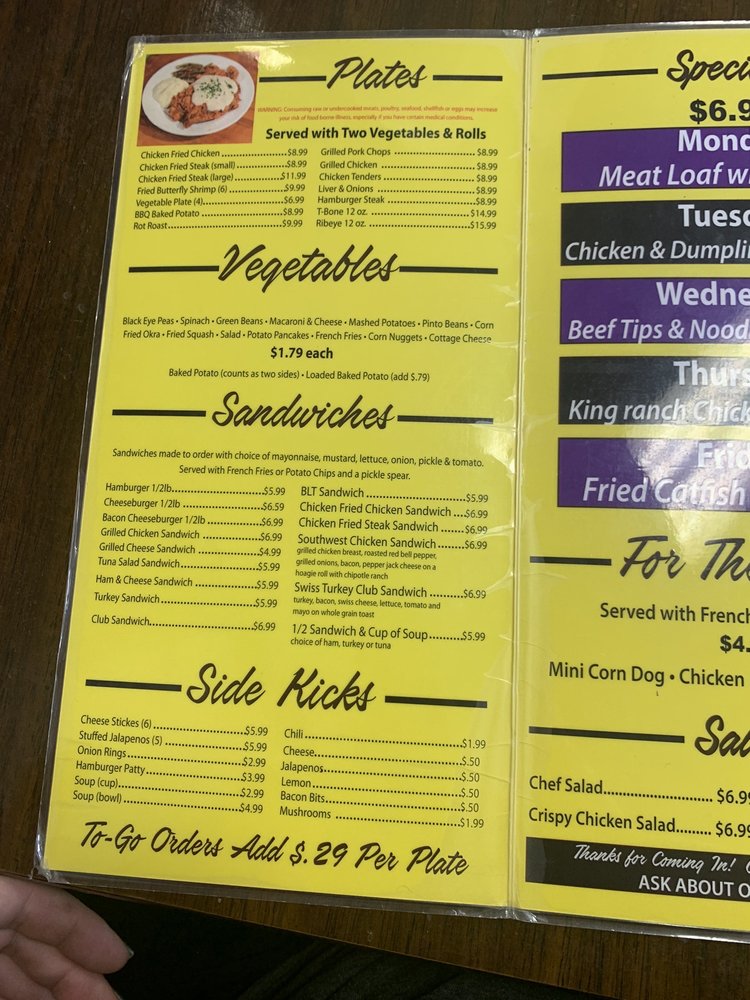 Plates
WARNING: Consuming raw or undercooked meats, poultry, seafood, shellfish or eggs may increase
your risk of food borne illness, especially if you have certain medical conditions.
Served with Two Vegetables & Rolls
Chicken Fried Chicken ..................$8.99
Chicken Fried Steak (small) ...............$8.99
Chicken Fried Steak (large) ..............$11.99
Fried Butterfly Shrimp (6) .................$9.99
Vegetable Plate (4)..........................$6.99
BBQ Baked Potato ..........................$8.99
Rot Roast......................................$9.99
Grilled Pork Chops ........................ $8.99
Grilled Chicken ............................ $8.99
Chicken Tenders ........................... $8.99
Liver & Onions ............................. $8.99
Hamburger Steak ..........................$8.99
T-Bone 12 oz. ..............................$14.99
Ribeye 12 oz. ..............................$15.99
Vegetables
Black Eye Peas • Spinach • Green Beans • Macaroni & Cheese • Mashed Potatoes • Pinto Beans • Corn
Fried Okra • Fried Squash • Salad • Potato Pancakes • French Fries • Corn Nuggets • Cottage Cheese
$1.79 each
Baked Potato (counts as two sides) • Loaded Baked Potato (add $.79)
Sandwiches
Sandwiches made to order with choice of mayonnaise, mustard, lettuce, onion, pickle & tomato.
Served with French Fries or Potato Chips and a pickle spear.
Hamburger 1/2lb..............................$5.99
Cheeseburger 1/2lb .........................$6.59
Bacon Cheeseburger 1/2lb ................$6.99
Grilled Chicken Sandwich .................$6.99
Grilled Cheese Sandwich ..................$4.99
Tuna Salad Sandwich.......................$5.99
Ham & Cheese Sandwich ..................$5.99
Turkey Sandwich............................$5.99
Club Sandwich...............................$6.99
BLT Sandwich ...............................$5.99
Chicken Fried Chicken Sandwich ....$6.99
Chicken Fried Steak Sandwich .......$6.99
Southwest Chicken Sandwich ........$6.99
grilled chicken breast, roasted red bell pepper,
grilled onions, bacon, pepper jack cheese on a
hoagie roll with chipotle ranch
Swiss Turkey Club Sandwich ..........$6.99
turkey, bacon, swiss cheese, lettuce, tomato and
mayo on whole grain toast
1/2 Sandwich & Cup of Soup...........$5.99
choice of ham, turkey or tuna
Side Kicks
Cheese Stickes (6) .........................$5.99
Stuffed Jalapenos (5) ......................$5.99
Onion Rings..................................$2.99
Hamburger Patty............................$3.99
Soup (cup)...................................$2.99
Soup (bowl) .................................$4.99
Chili ............................................$1.99
Cheese..........................................$.50
Jalapenos......................................$.50
Lemon..........................................$.50
Bacon Bits.....................................$.50
Mushrooms ..................................$1.99
To-Go Orders Add $.29 Per Plate
$6.9
Meat Loaf
Chicken &
Beef Tips &
King ranch
Fried Catfish
For
Served with French
$4.
Mini Corn Dog • Chicken
Chef Salad............................ $6.99
Crispy Chicken Salad......... $6.99
Thanks for Coming In!
ASK ABOUT